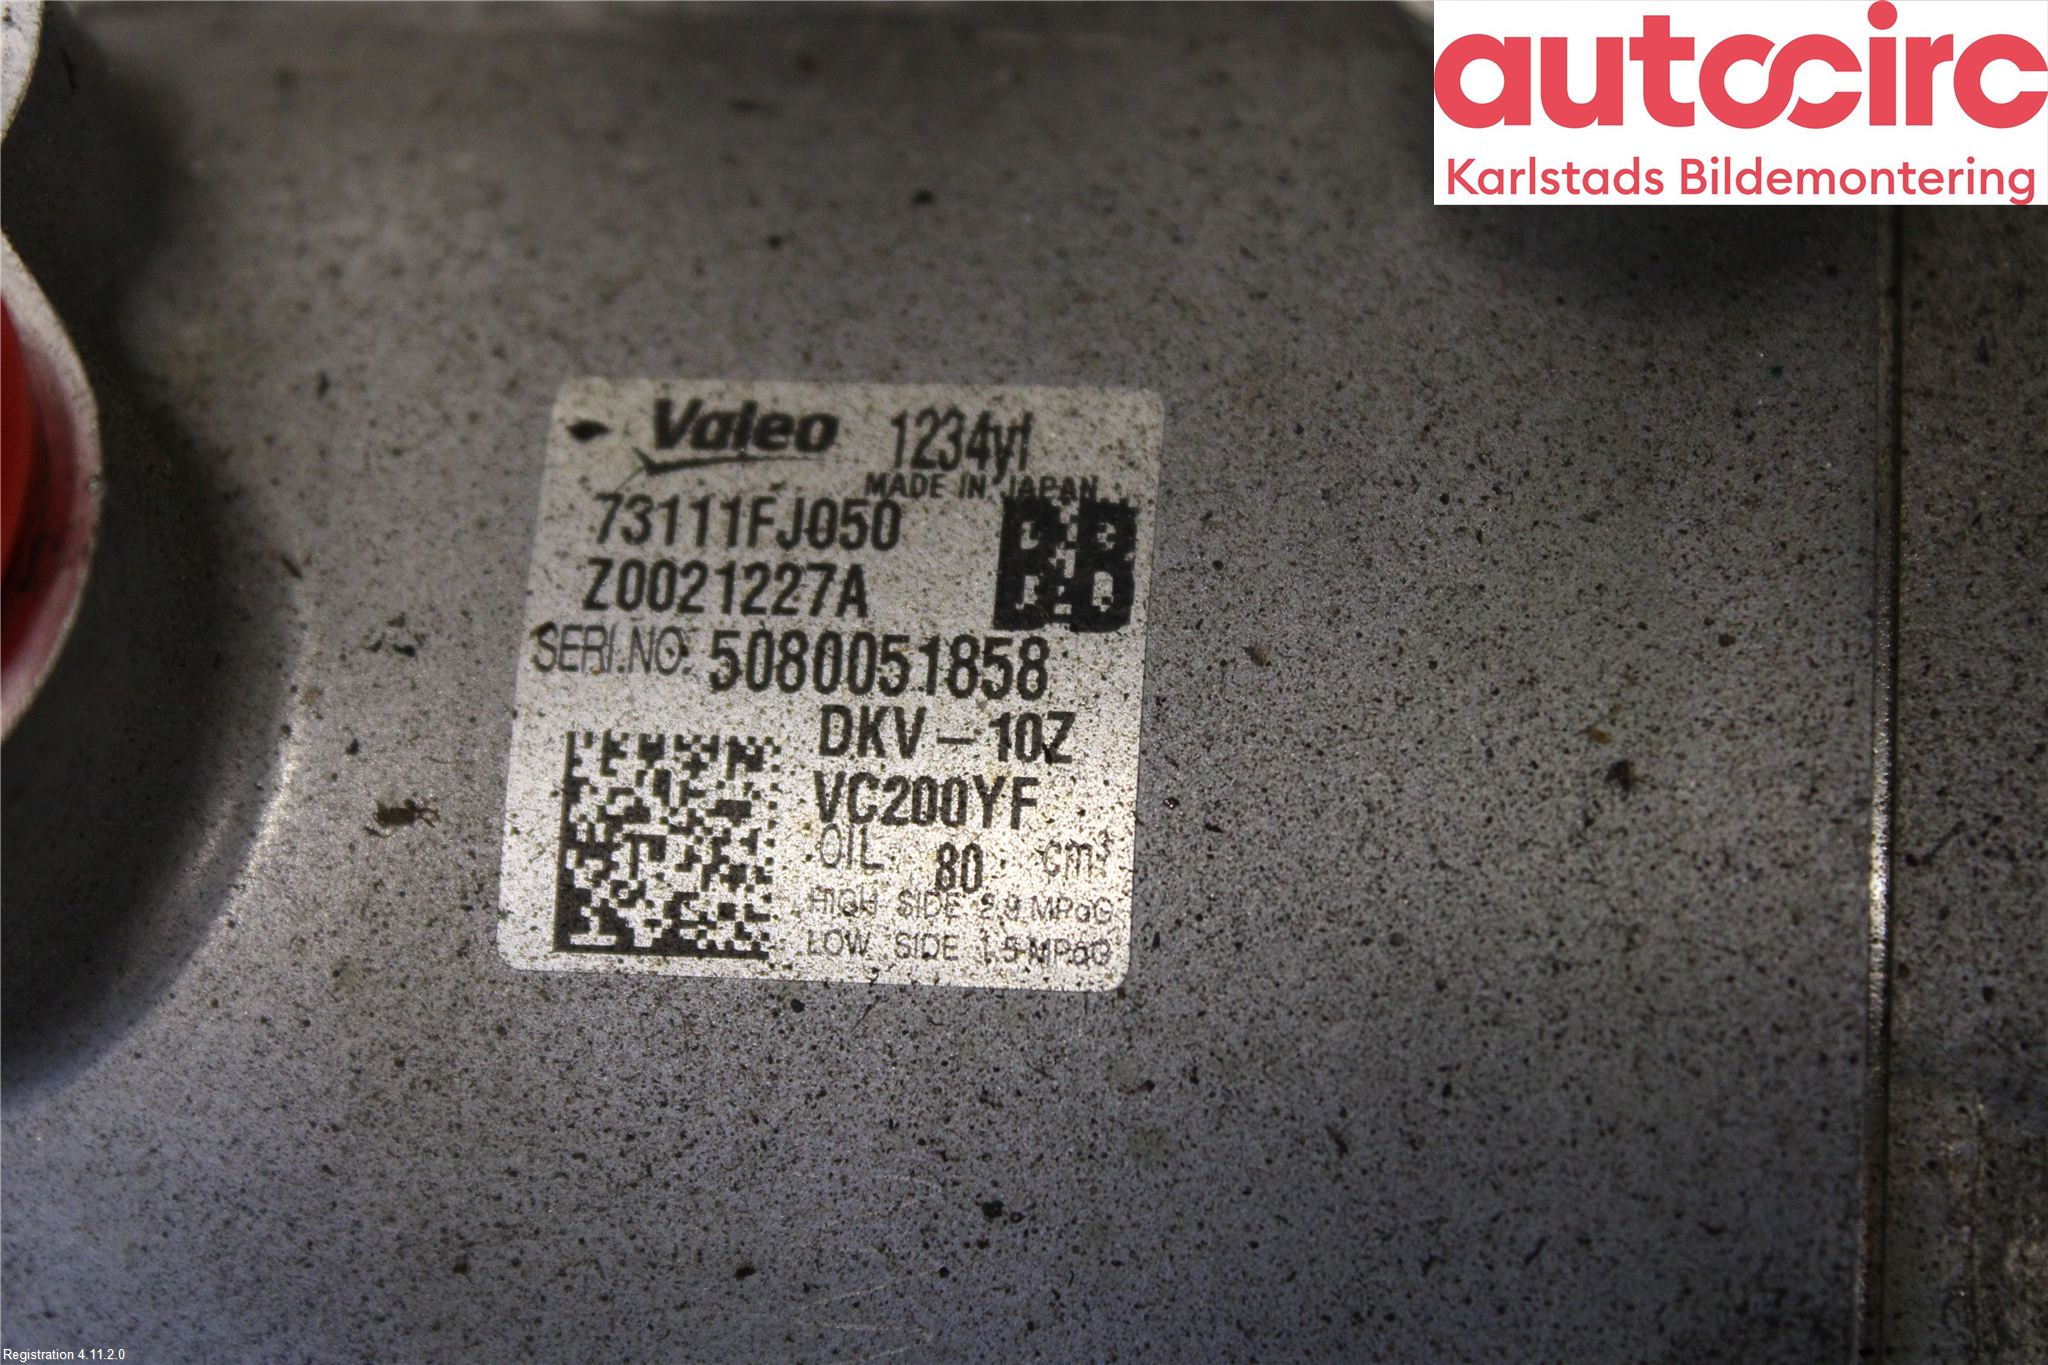 autocirc
Karlstads Bildemontering
Valeo 1234yf
MADE IN JAPAN
73111FJ050
Z0021227A
SERI.NO. 5080051858
DKV-10Z
VC200YF
OIL 80 cm³
HIGH SIDE 2.9 MPaG
LOW SIDE 1.5 MPaG
Registration 4.11.2.0